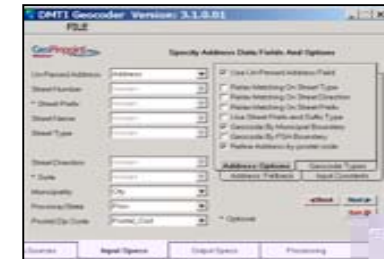 DMTI Geocoder Version: 3.1.0.01
FILE
GeoPinpoint
Specify Address Data Fields And Options
Un-Parsed Address
Address
Use Un-Parsed Address Field
Street Number
Relax Matching On Street Type
* Street Prefix
Relax Matching On Street Direction
Relax Matching On Street Prefix
Street Name
Use Street Prefix and Suffix Type
Street Type
Geocode By Municipal Boundary
Geocode By FSA Boundary
Refine Address by postal code
Street Direction
Address Options
Geocode Types
* Suite
Address Fallback
Input Constants
Municipality
City
Province/State
Prov
Back
Next
Postal/Zip Code
Postal_Cod
* Optional
Sources
Input Specs
Output Specs
Processing